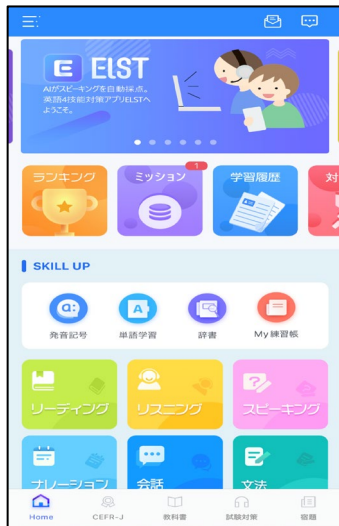 E ELST
AIがスピーキングを自動採点。
英語4技能対策アプリELSTへ
ようこそ。
ランキング
ミッション
1
学習履歴
対
SKILL UP
a:
A
発音記号
単語学習
辞書
My練習帳
リーディング
リスニング
スピーキング
ナレーション
会話
文法
Home
CEFR-J
教科書
試験対策
宿題